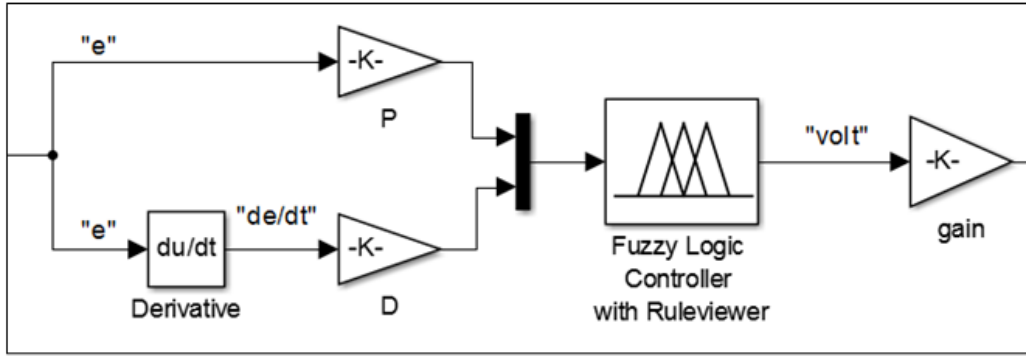 "e"
-K-
P
"e"
du/dt
Derivative
"de/dt"
-K-
D
Fuzzy Logic
Controller
with Ruleviewer
"volt"
-K-
gain